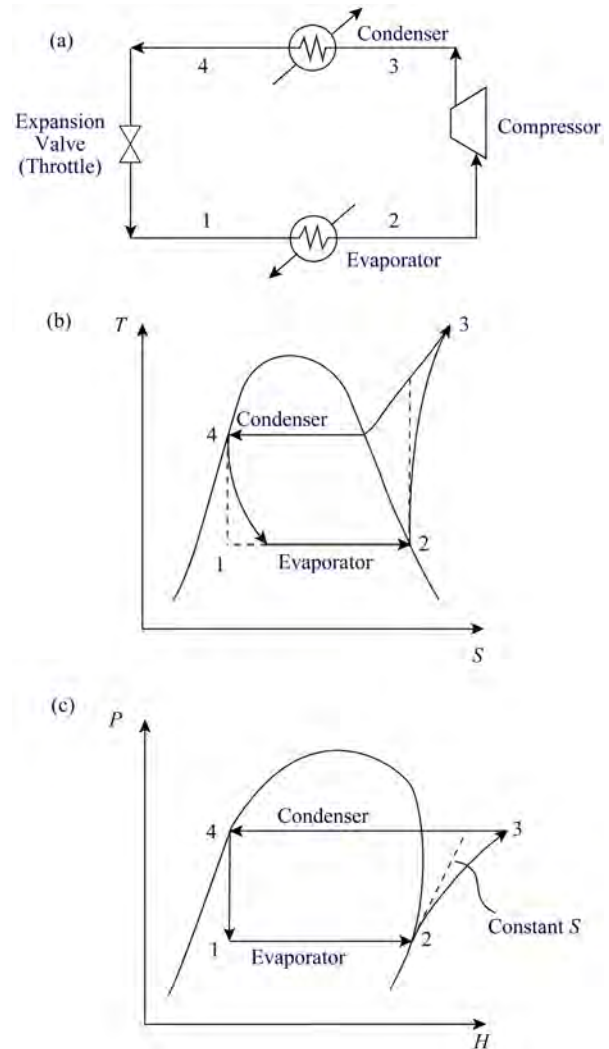 (a)
Condenser
4
3
Expansion
Valve
(Throttle)
Compressor
1
2
Evaporator
(b)
T
3
Condenser
4
1
2
Evaporator
S
(c)
P
Condenser
4
3
1
2
Evaporator
Constant S
H